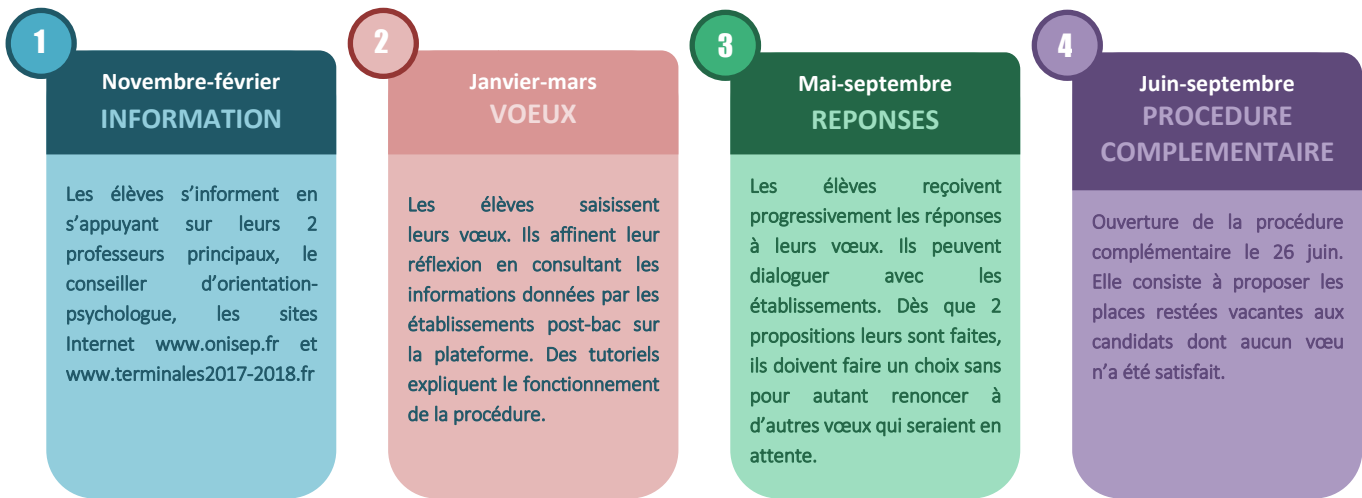 1
Novembre-février
INFORMATION
Les élèves s'informent en
s'appuyant sur leurs 2
professeurs principaux, le
conseiller d'orientation-
psychologue, les sites
Internet www.onisep.fr et
www.terminales2017-2018.fr
2
Janvier-mars
VOEUX
Les élèves saisissent
leurs vœux. Ils affinent leur
réflexion en consultant les
informations données par les
établissements post-bac sur
la plateforme. Des tutoriels
expliquent le fonctionnement
de la procédure.
3
Mai-septembre
REPONSES
Les élèves reçoivent
progressivement les réponses
à leurs vœux. Ils peuvent
dialoguer avec les
établissements. Dès que 2
propositions leurs sont faites,
ils doivent faire un choix sans
pour autant renoncer à
d'autres vœux qui seraient en
attente.
4
Juin-septembre
PROCEDURE
COMPLEMENTAIRE
Ouverture de la procédure
complémentaire le 26 juin.
Elle consiste à proposer les
places restées vacantes aux
candidats dont aucun vœu
n'a été satisfait.